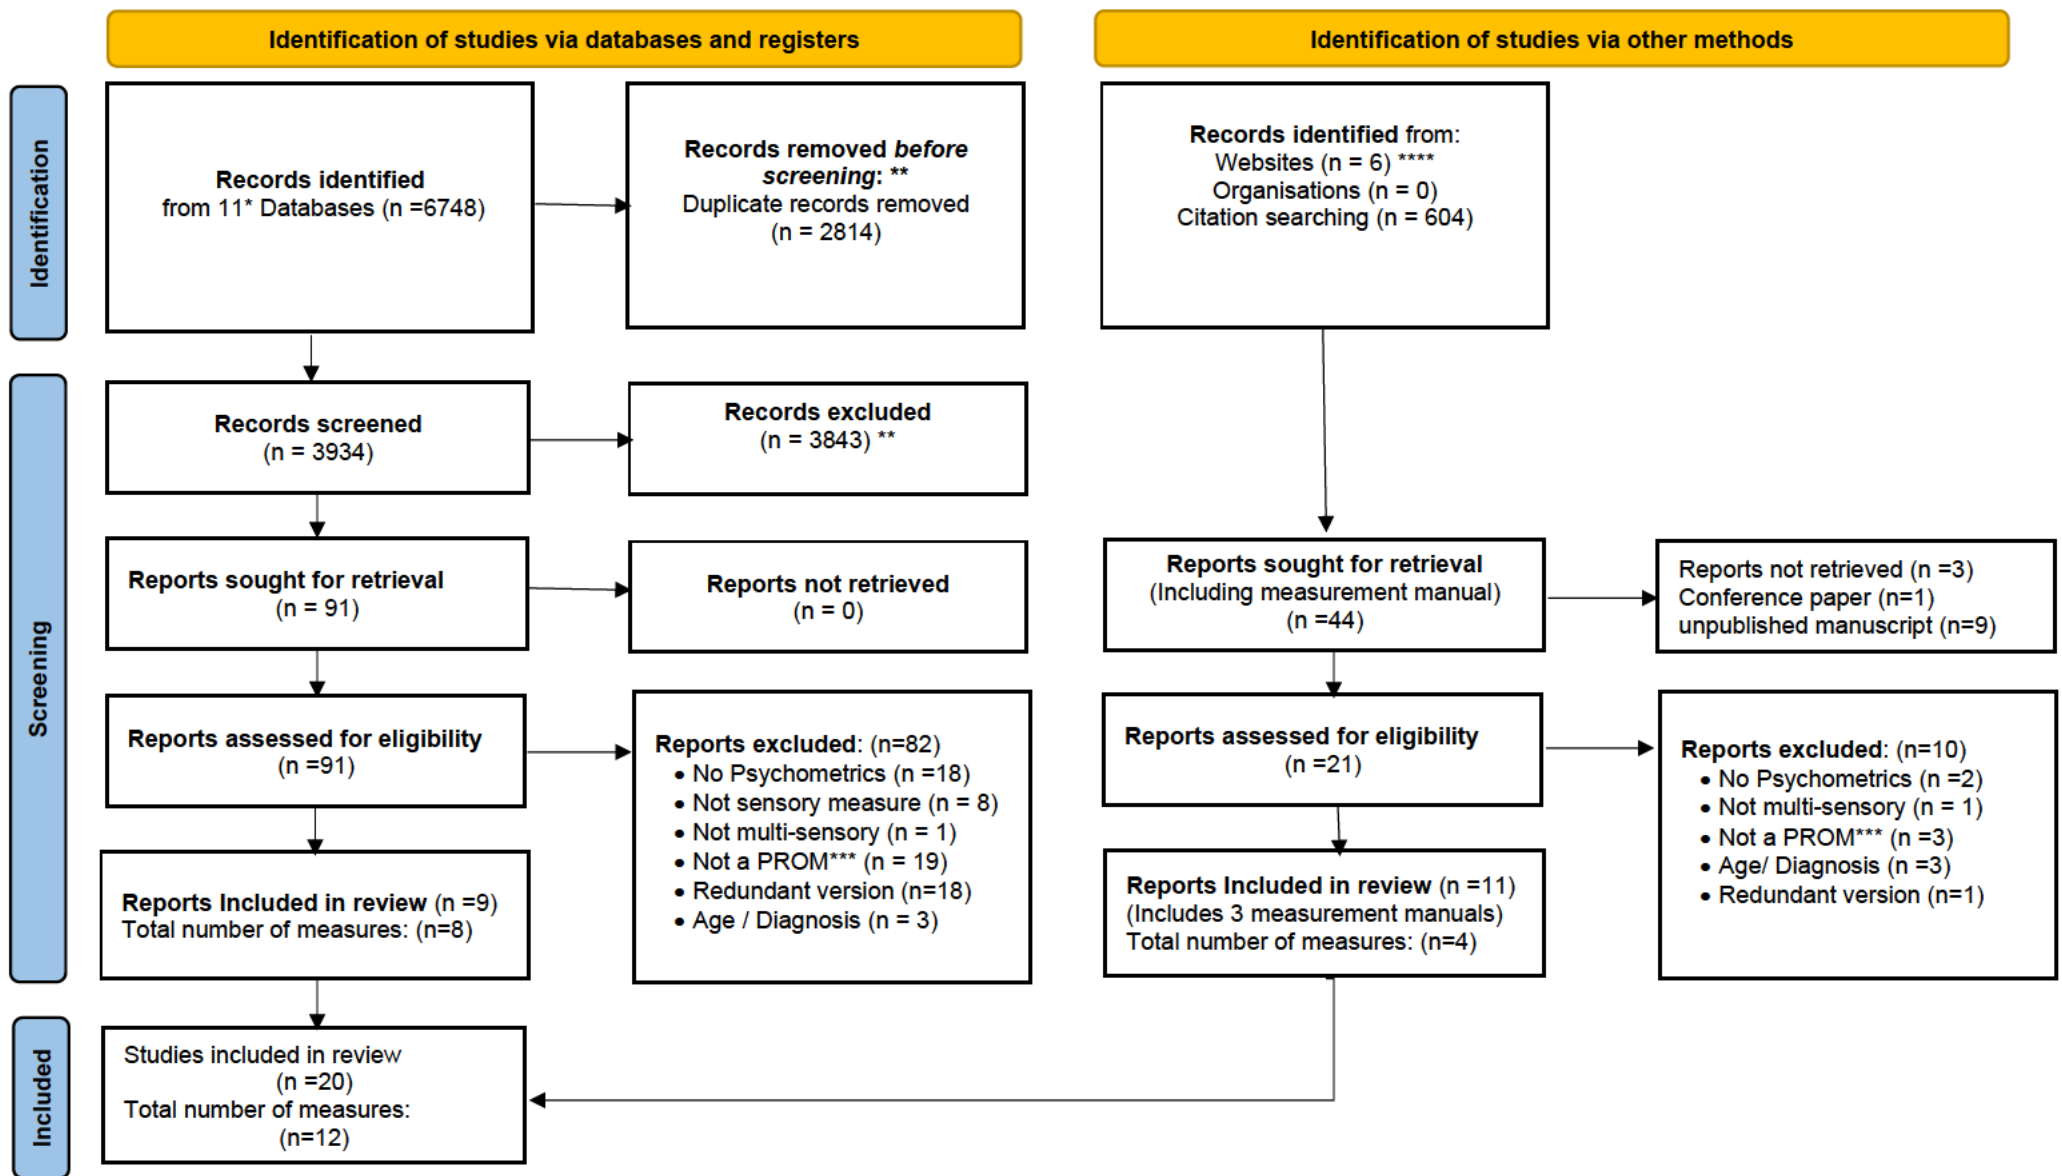 Identification of studies via databases and registers
Identification of studies via other methods
Identification
Records identified
from 11* Databases (n =6748)
Records removed before
screening: **
Duplicate records removed
(n = 2814)
Records identified from:
Websites (n = 6) ****
Organisations (n = 0)
Citation searching (n = 604)
Screening
Records screened
(n = 3934)
Records excluded
(n = 3843) **
Reports sought for retrieval
(n = 91)
Reports not retrieved
(n = 0)
Reports sought for retrieval
(Including measurement manual)
(n =44)
Reports not retrieved (n =3)
Conference paper (n=1)
unpublished manuscript (n=9)
Reports assessed for eligibility
(n =91)
Reports excluded: (n=82)
• No Psychometrics (n =18)
• Not sensory measure (n = 8)
• Not multi-sensory (n = 1)
• Not a PROM*** (n = 19)
• Redundant version (n=18)
• Age / Diagnosis (n = 3)
Reports assessed for eligibility
(n =21)
Reports excluded: (n=10)
• No Psychometrics (n =2)
• Not multi-sensory (n = 1)
• Not a PROM*** (n =3)
• Age/ Diagnosis (n =3)
• Redundant version (n=1)
Reports Included in review (n =9)
Total number of measures: (n=8)
Reports Included in review (n =11)
(Includes 3 measurement manuals)
Total number of measures: (n=4)
Included
Studies included in review
(n =20)
Total number of measures:
(n=12)